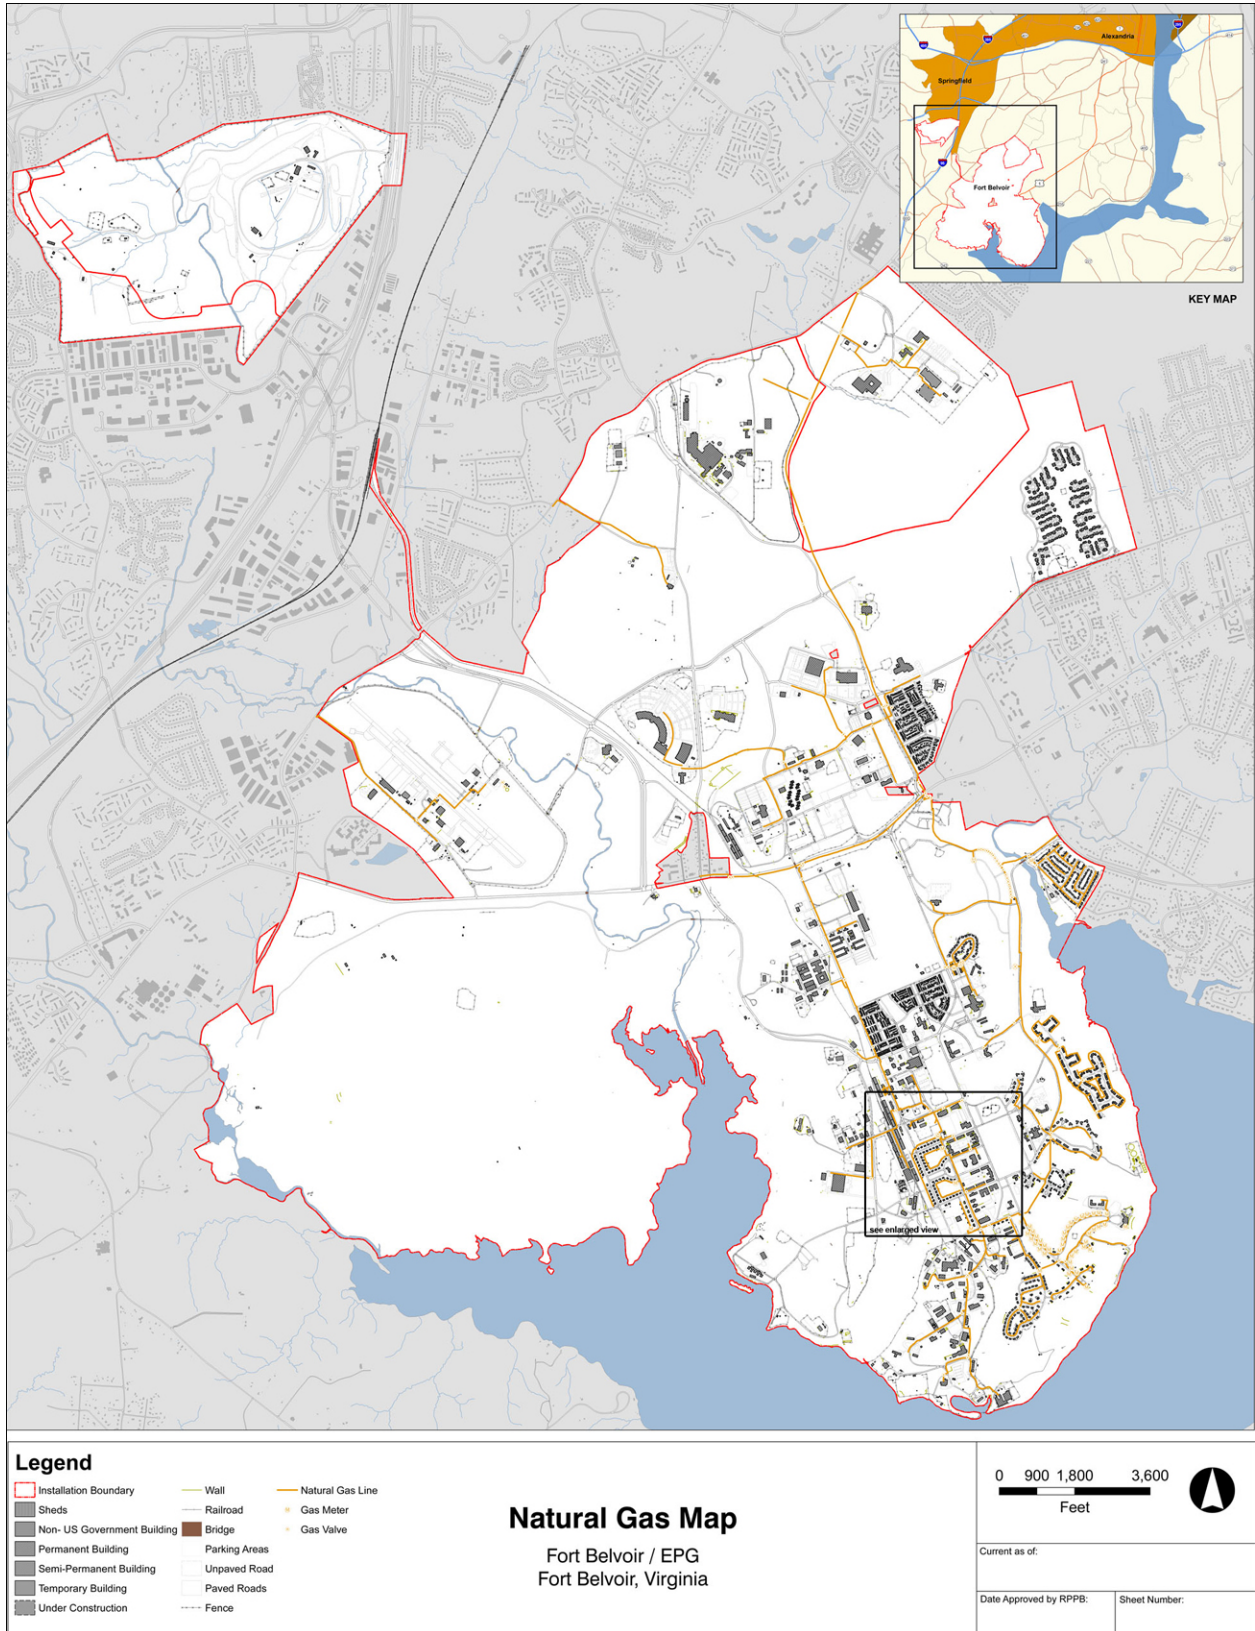 Alexandria
Springfield
Fort Belvoir
KEY MAP
see enlarged view
Legend
Installation Boundary
Sheds
Non- US Government Building
Permanent Building
Semi-Permanent Building
Temporary Building
Under Construction
Wall
Railroad
Bridge
Parking Areas
Unpaved Road
Paved Roads
Fence
Natural Gas Line
Gas Meter
Gas Valve
Natural Gas Map
Fort Belvoir / EPG
Fort Belvoir, Virginia
0 900 1,800 3,600
Feet
Current as of:
Date Approved by RPPB:
Sheet Number: